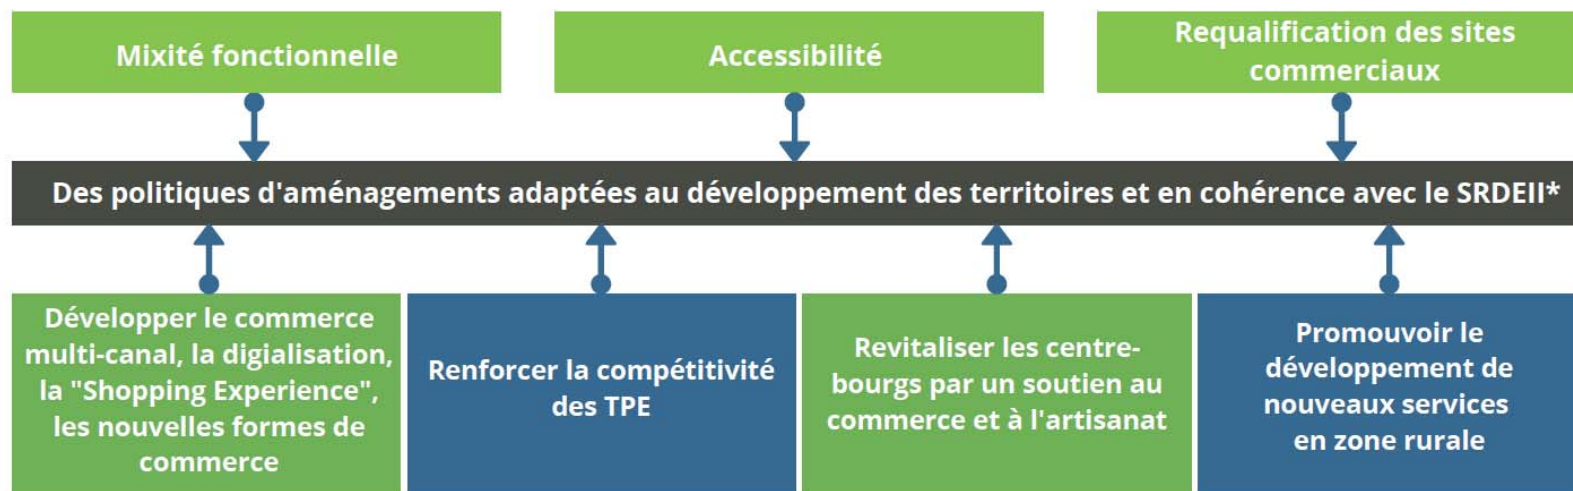 Mixité fonctionnelle
Accessibilité
Requalification des sites
commerciaux
Des politiques d'aménagements adaptées au développement des territoires et en cohérence avec le SRDEII*
Développer le commerce
multi-canal, la digialisation,
la "Shopping Experience",
les nouvelles formes de
commerce
Renforcer la compétitivité
des TPE
Revitaliser les centre-
bourgs par un soutien au
commerce et à l'artisanat
Promouvoir le
développement de
nouveaux services
en zone rurale